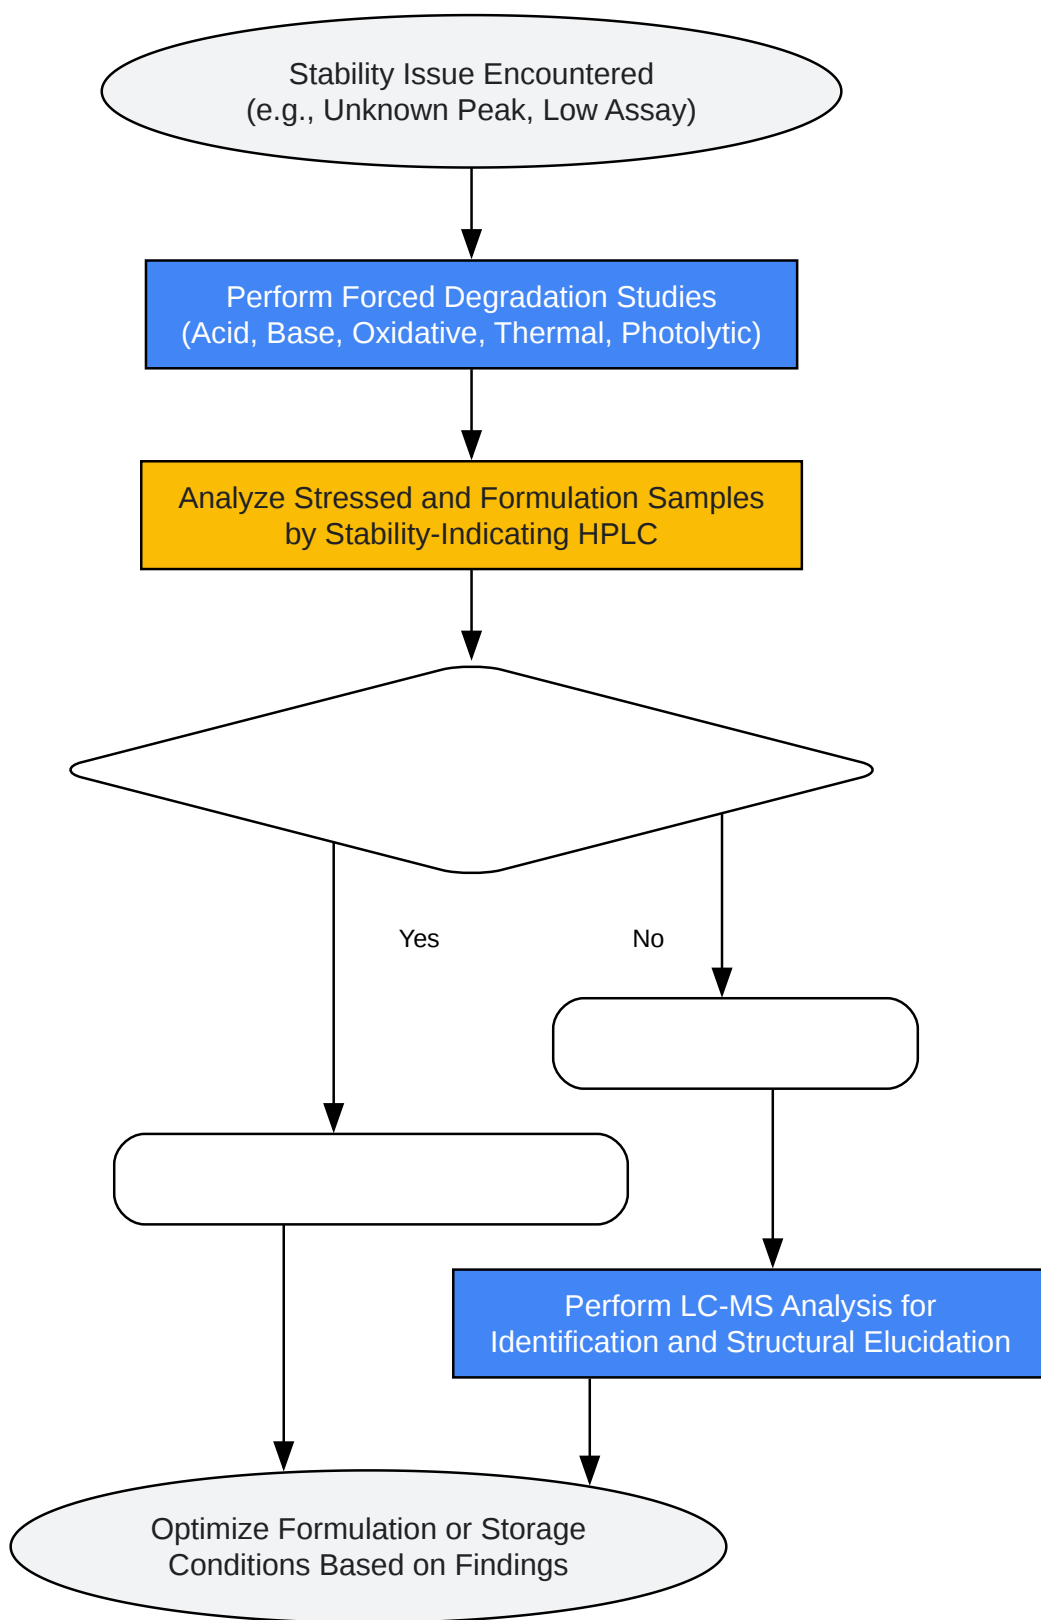 Stability Issue Encountered
(e.g., Unknown Peak, Low Assay)
Perform Forced Degradation Studies
(Acid, Base, Oxidative, Thermal, Photolytic)
Analyze Stressed and Formulation Samples
by Stability-Indicating HPLC
Yes
No
Perform LC-MS Analysis for
Identification and Structural Elucidation
Optimize Formulation or Storage
Conditions Based on Findings